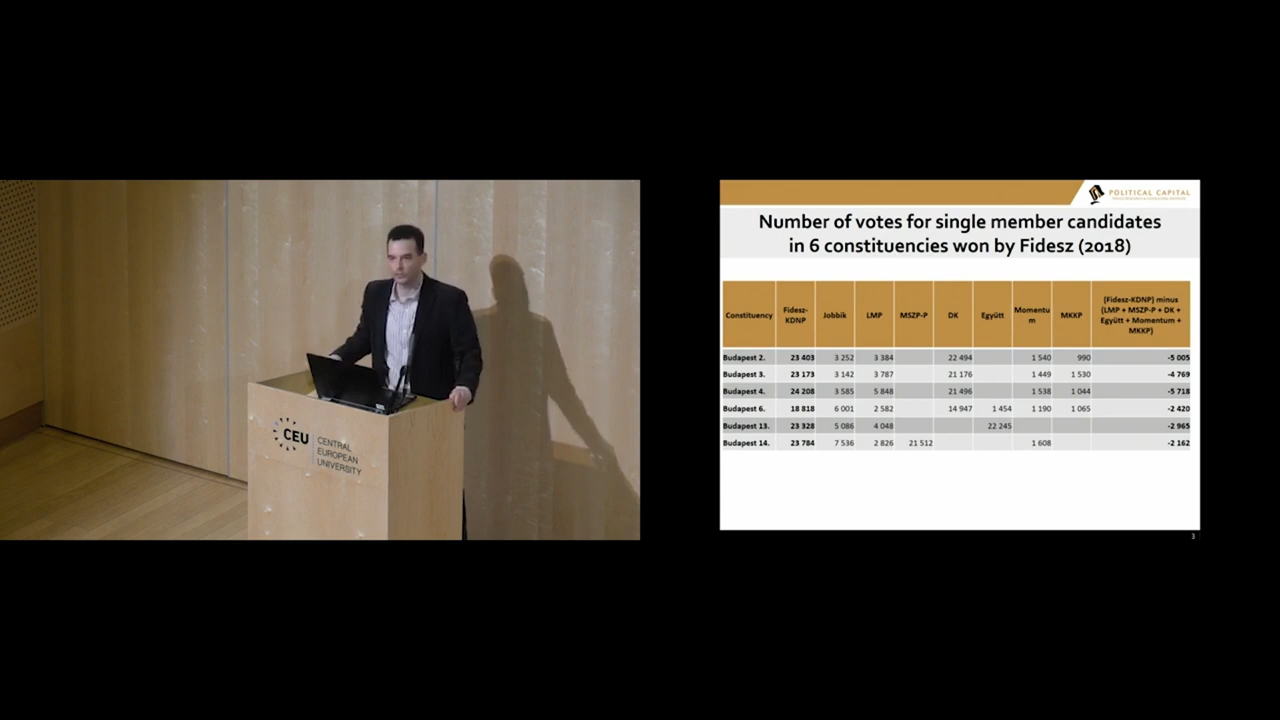 CEU
CENTRAL
EUROPEAN
UNIVERSITY
POLITICAL CAPITAL
Number of votes for single member candidates
in 6 constituencies won by Fidesz (2018)
Constituency Fidesz-KDNP Jobbik LMP MSZP-P DK Együtt Momentum MKKP (Fidesz-KDNP) minus (LMP + MSZP-P + DK + Együtt + Momentum + MKKP)
Budapest 2. 23 403 3 252 3 384 22 494 1 540 990 -5 005
Budapest 3. 23 173 3 142 3 787 21 176 1 449 1 530 -4 769
Budapest 4. 24 208 3 585 5 848 21 496 1 538 1 044 -5 718
Budapest 6. 18 818 6 001 2 582 14 947 1 454 1 190 1 065 -2 420
Budapest 13. 23 328 5 086 4 048 22 245 -2 965
Budapest 14. 23 784 7 536 2 826 21 512 1 608 -2 162
3